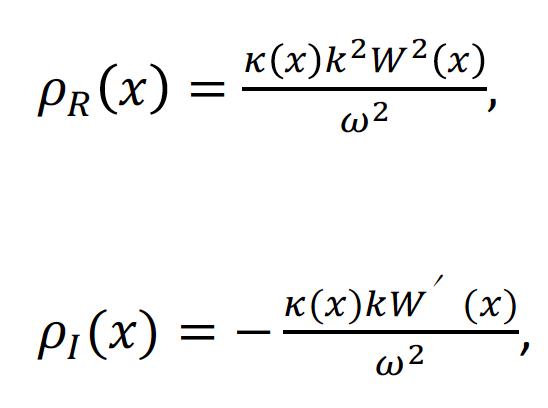 ρ_R(x) = κ(x)k²W²(x)/ω²,
ρ_I(x) = −κ(x)kW′(x)/ω²,